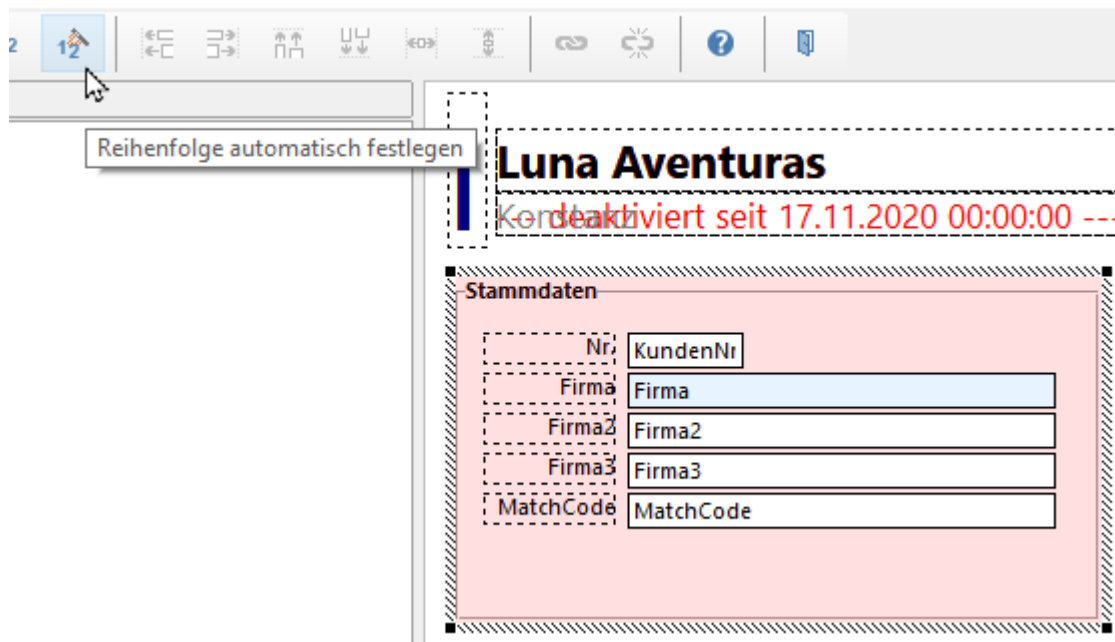 2
12
Reihenfolge automatisch festlegen
Luna Aventuras
Konstanz
--- deaktiviert seit 17.11.2020 00:00:00 ---
Stammdaten
Nr. KundenNr
Firma Firma
Firma2 Firma2
Firma3 Firma3
MatchCode MatchCode